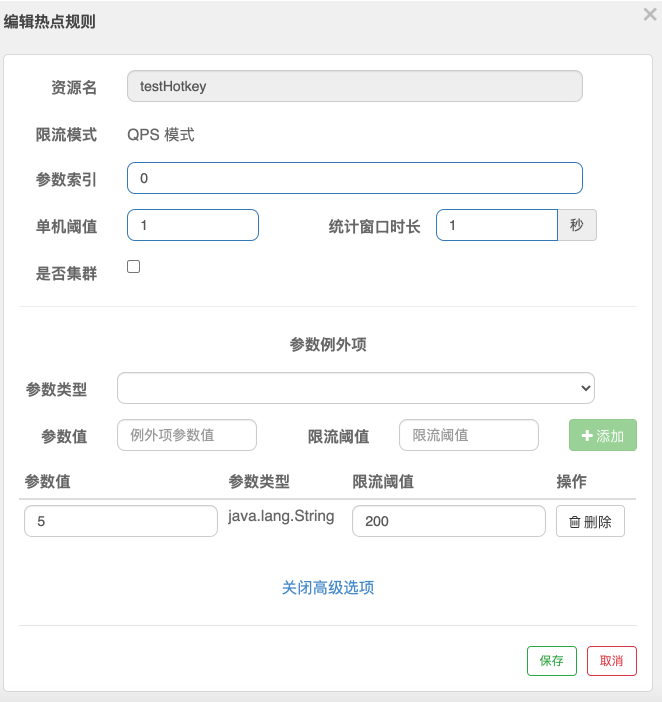 编辑热点规则
资源名 testHotkey
限流模式 QPS 模式
参数索引 0
单机阈值 1 统计窗口时长 1 秒
是否集群
参数例外项
参数类型
参数值 例外项参数值 限流阈值 限流阈值 添加
参数值 参数类型 限流阈值 操作
5 java.lang.String 200 删除
关闭高级选项
保存 取消